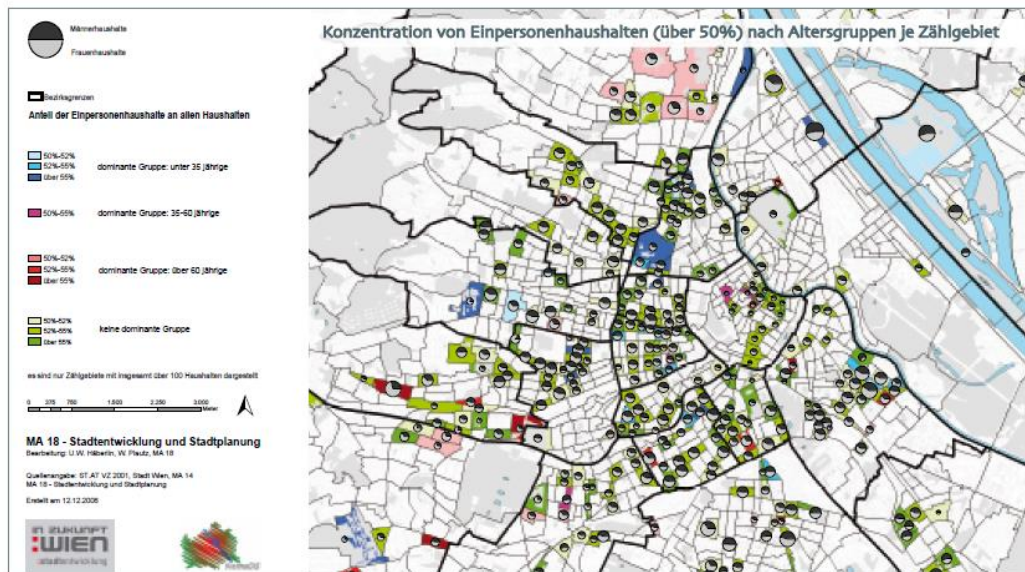 Konzentration von Einpersonenhaushalten (über 50%) nach Altersgruppen je Zählgebiet
Männerhaushalte
Frauenhaushalte
Bezirksgrenzen
Anteil der Einpersonenhaushalte an allen Haushalten
50%-52%
52%-55% dominante Gruppe: unter 35 jährige
über 55%
50%-55% dominante Gruppe: 35-60 jährige
50%-52%
52%-55% dominante Gruppe: über 60 jährige
über 55%
50%-52%
52%-55% keine dominante Gruppe
über 55%
es sind nur Zählgebiete mit insgesamt über 100 Haushalten dargestellt
0 375 750 1.500 2.250 3.000
Meter
MA 18 - Stadtentwicklung und Stadtplanung
Bearbeitung: U.W. Häberlin, W. Plautz, MA 18
Quellenangabe: ST.AT VZ 2001, Stadt Wien, MA 14
MA 18 - Stadtentwicklung und Stadtplanung
Erstellt am 12.12.2006
IN ZUKUNFT
:WIEN
:stadtentwicklung